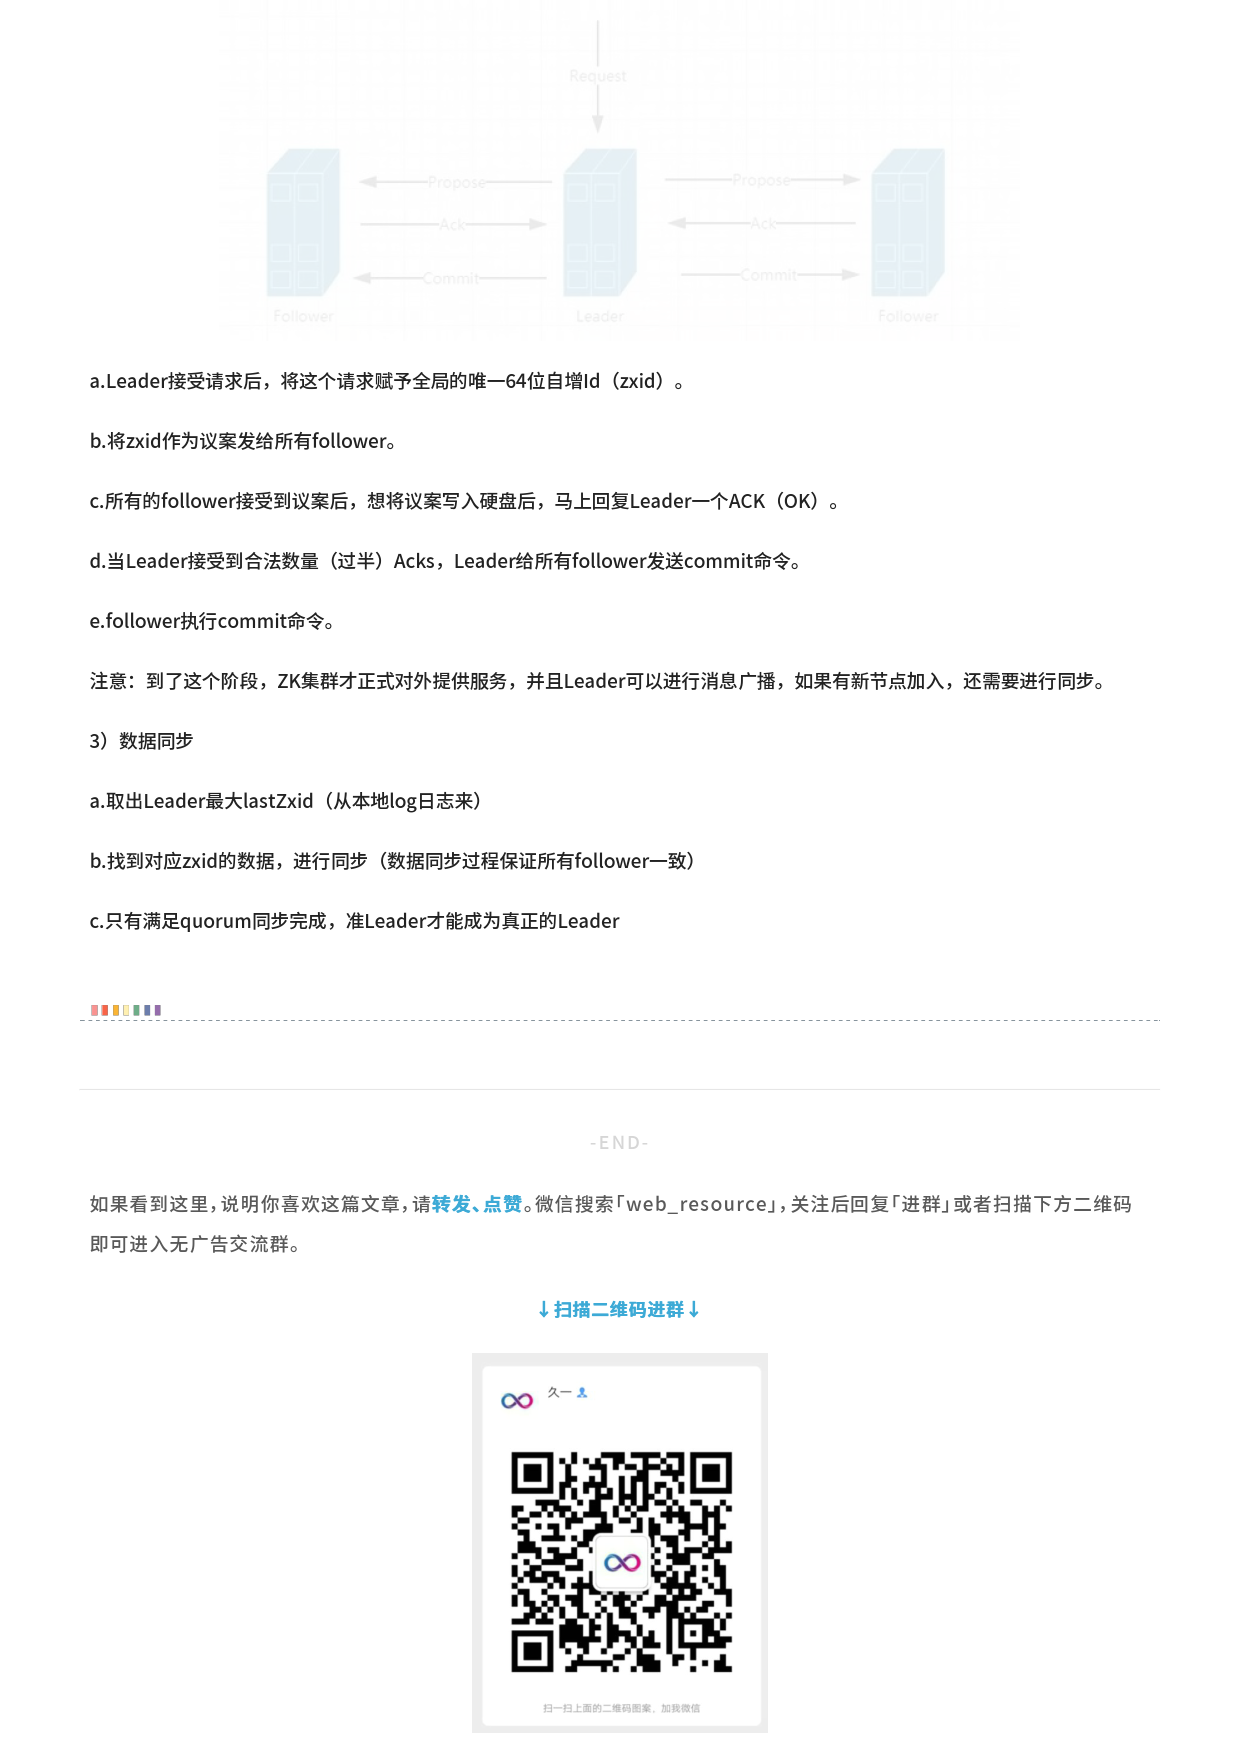 Request
Propose
Propose
Ack
Ack
Commit
Commit
Follower
Leader
Follower
a.Leader接受请求后，将这个请求赋予全局的唯一64位自增Id（zxid）。
b.将zxid作为议案发给所有follower。
c.所有的follower接受到议案后，想将议案写入硬盘后，马上回复Leader一个ACK（OK）。
d.当Leader接受到合法数量（过半）Acks，Leader给所有follower发送commit命令。
e.follower执行commit命令。
注意：到了这个阶段，ZK集群才正式对外提供服务，并且Leader可以进行消息广播，如果有新节点加入，还需要进行同步。
3）数据同步
a.取出Leader最大lastZxid（从本地log日志来）
b.找到对应zxid的数据，进行同步（数据同步过程保证所有follower一致）
c.只有满足quorum同步完成，准Leader才能成为真正的Leader
-END-
如果看到这里，说明你喜欢这篇文章，请转发、点赞。微信搜索「web_resource」，关注后回复「进群」或者扫描下方二维码
即可进入无广告交流群。
↓扫描二维码进群↓
久一
扫一扫上面的二维码图案，加我微信